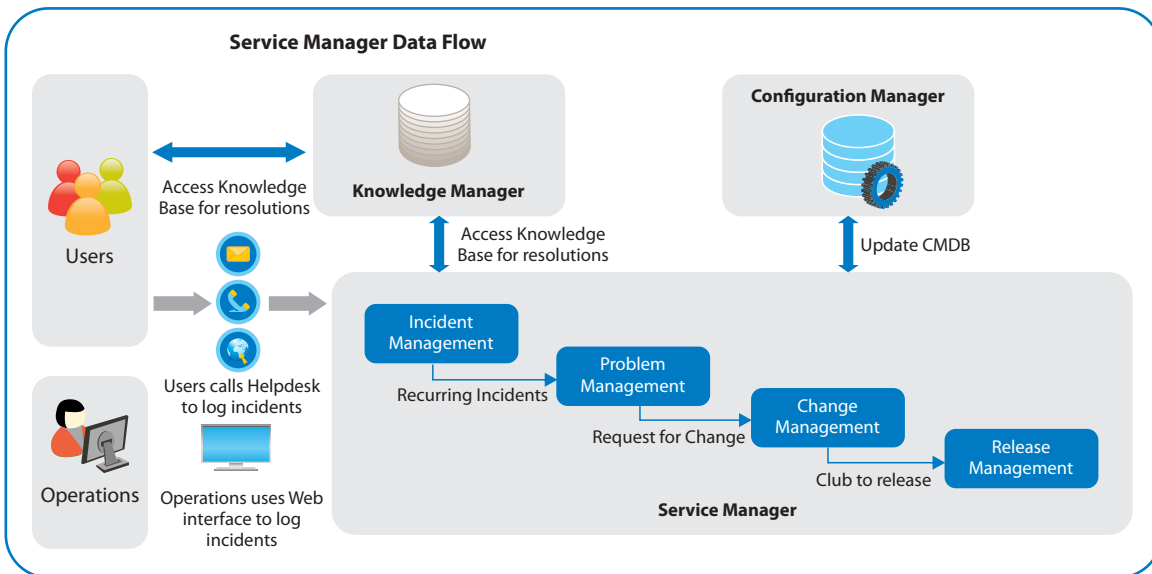 Service Manager Data Flow
Users
Access Knowledge
Base for resolutions
Knowledge Manager
Configuration Manager
Access Knowledge
Base for resolutions
Update CMDB
Users calls Helpdesk
to log incidents
Operations
Operations uses Web
interface to log
incidents
Incident
Management
Recurring Incidents
Problem
Management
Request for Change
Change
Management
Club to release
Release
Management
Service Manager